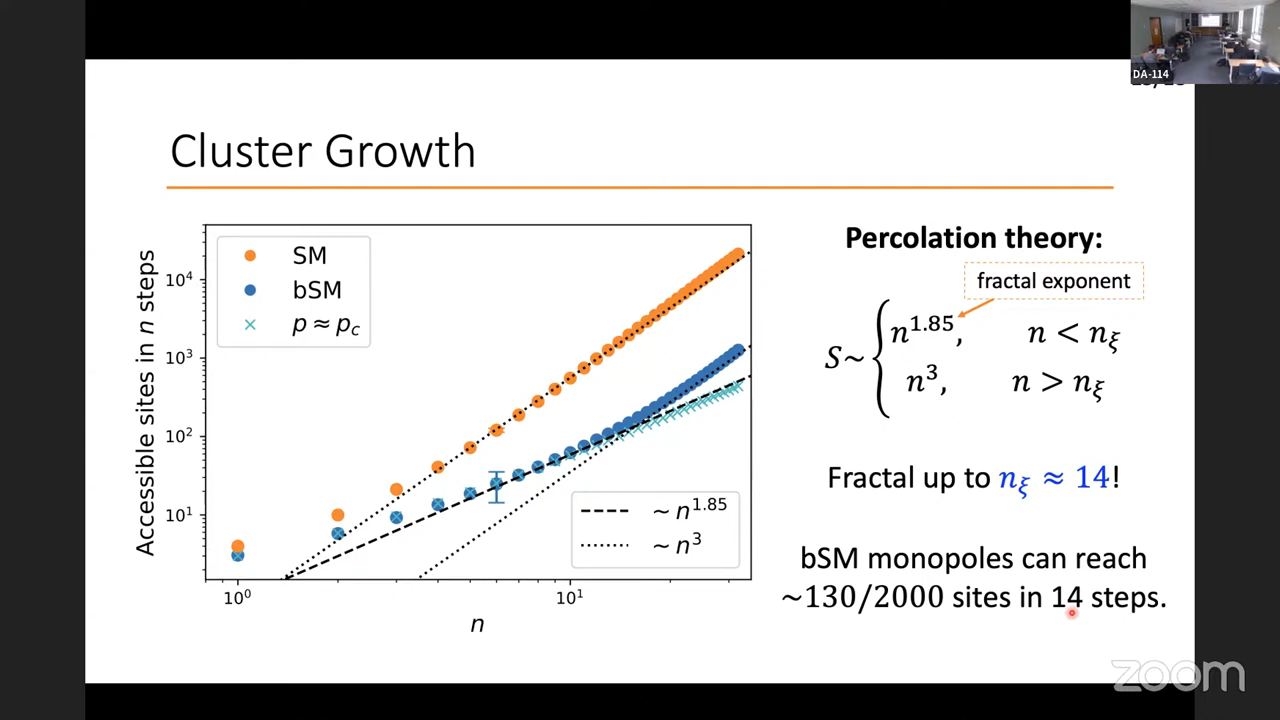 DA-114
Cluster Growth
Accessible sites in n steps
10⁴
10³
10²
10¹
SM
bSM
p ≈ p_c
~ n^1.85
~ n³
10⁰
10¹
n
Percolation theory:
fractal exponent
S~ { n^1.85, n < n_ξ
n³, n > n_ξ
Fractal up to n_ξ ≈ 14!
bSM monopoles can reach
~130/2000 sites in 14 steps.
zoom